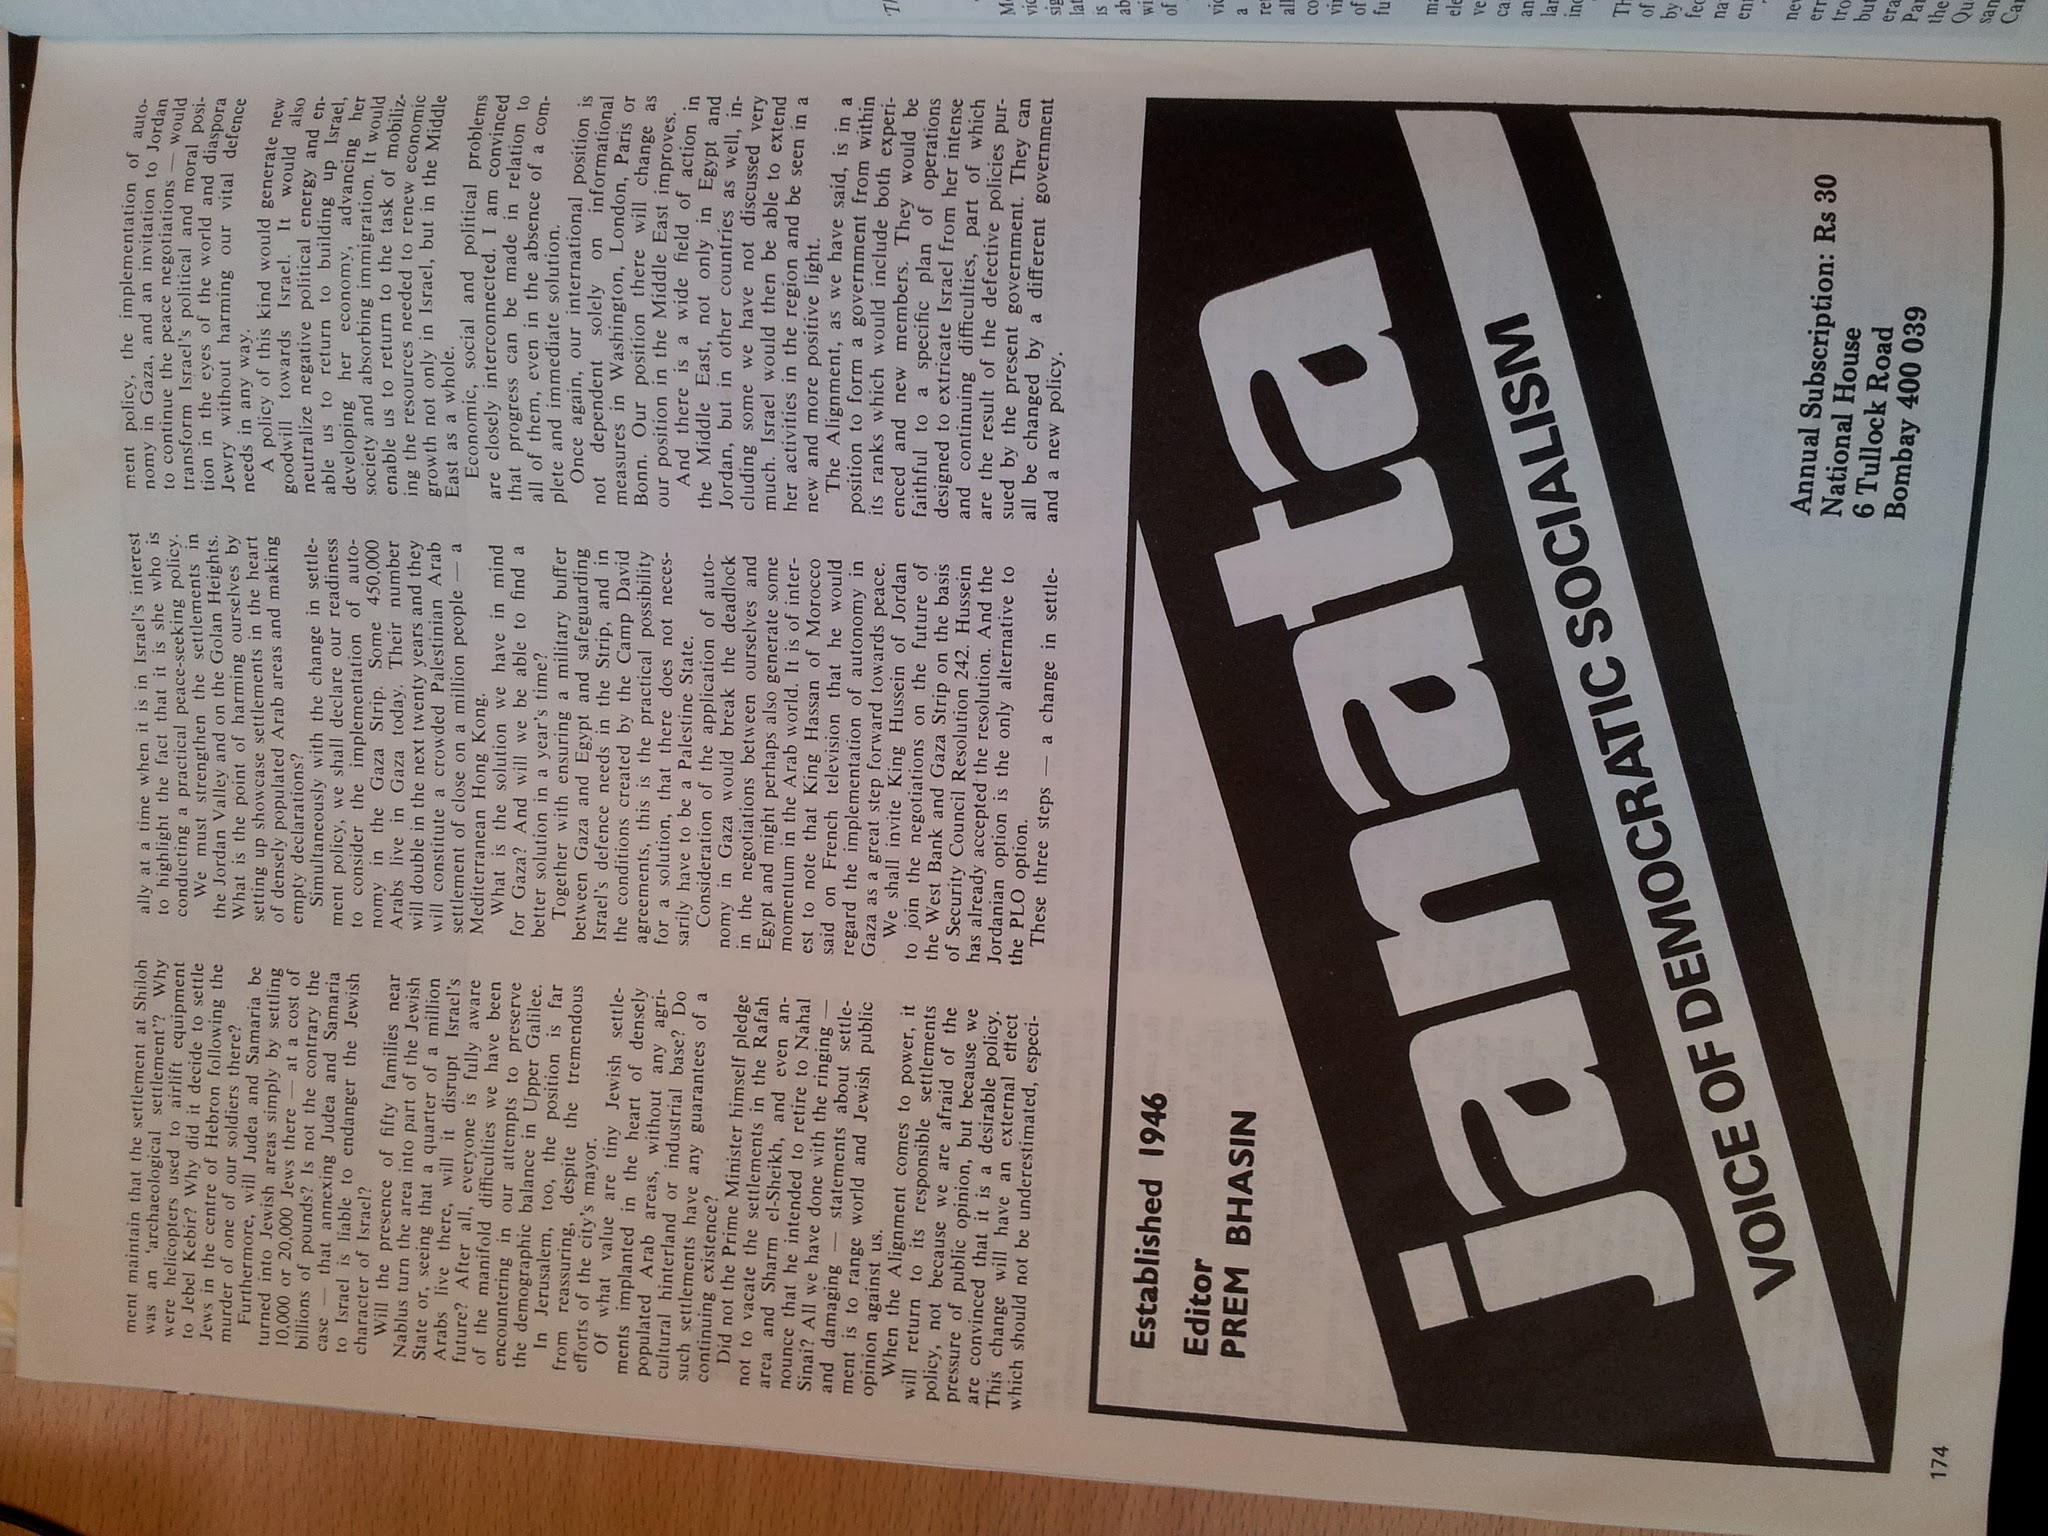 ment maintain that the settlement at Shiloh
was an 'archaeological settlement'? Why
were helicopters used to airlift equipment
to Jebel Kebir? Why did it decide to settle
Jews in the centre of Hebron following the
murder of one of our soldiers there?
Furthermore, will Judea and Samaria be
turned into Jewish areas simply by settling
10,000 or 20,000 Jews there — at a cost of
billions of pounds? Is not the contrary the
case — that annexing Judea and Samaria
to Israel is liable to endanger the Jewish
character of Israel?
Will the presence of fifty families near
Nablus turn the area into part of the Jewish
State or, seeing that a quarter of a million
Arabs live there, will it disrupt Israel's
future? After all, everyone is fully aware
of the manifold difficulties we have been
encountering in our attempts to preserve
the demographic balance in Upper Galilee.
In Jerusalem, too, the position is far
from reassuring, despite the tremendous
efforts of the city's mayor.
Of what value are tiny Jewish settle-
ments implanted in the heart of densely
populated Arab areas, without any agri-
cultural hinterland or industrial base? Do
such settlements have any guarantees of a
continuing existence?
Did not the Prime Minister himself pledge
not to vacate the settlements in the Rafah
area and Sharm el-Sheikh, and even an-
nounce that he intended to retire to Nahal
Sinai? All we have done with the ringing —
and damaging — statements about settle-
ment is to range world and Jewish public
opinion against us.
When the Alignment comes to power, it
will return to its responsible settlements
policy, not because we are afraid of the
pressure of public opinion, but because we
are convinced that it is a desirable policy.
This change will have an external effect
which should not be underestimated, especi-
ally at a time when it is in Israel's interest
to highlight the fact that it is she who is
conducting a practical peace-seeking policy.
We must strengthen the settlements in
the Jordan Valley and on the Golan Heights.
What is the point of harming ourselves by
setting up showcase settlements in the heart
of densely populated Arab areas and making
empty declarations?
Simultaneously with the change in settle-
ment policy, we shall declare our readiness
to consider the implementation of auto-
nomy in the Gaza Strip. Some 450,000
Arabs live in Gaza today. Their number
will double in the next twenty years and they
will constitute a crowded Palestinian Arab
settlement of close on a million people — a
Mediterranean Hong Kong.
What is the solution we have in mind
for Gaza? And will we be able to find a
better solution in a year's time?
Together with ensuring a military buffer
between Gaza and Egypt and safeguarding
Israel's defence needs in the Strip, and in
the conditions created by the Camp David
agreements, this is the practical possibility
for a solution, that there does not neces-
sarily have to be a Palestine State.
Consideration of the application of auto-
nomy in Gaza would break the deadlock
in the negotiations between ourselves and
Egypt and might perhaps also generate some
momentum in the Arab world. It is of inter-
est to note that King Hassan of Morocco
said on French television that he would
regard the implementation of autonomy in
Gaza as a great step forward towards peace.
We shall invite King Hussein of Jordan
to join the negotiations on the future of
the West Bank and Gaza Strip on the basis
of Security Council Resolution 242. Hussein
has already accepted the resolution. And the
Jordanian option is the only alternative to
the PLO option.
These three steps — a change in settle-
ment policy, the implementation of auto-
nomy in Gaza, and an invitation to Jordan
to continue the peace negotiations — would
transform Israel's political and moral posi-
tion in the eyes of the world and diaspora
Jewry without harming our vital defence
needs in any way.
A policy of this kind would generate new
goodwill towards Israel. It would also
neutralize negative political energy and en-
able us to return to building up Israel,
developing her economy, advancing her
society and absorbing immigration. It would
enable us to return to the task of mobiliz-
ing the resources needed to renew economic
growth not only in Israel, but in the Middle
East as a whole.
Economic, social and political problems
are closely interconnected. I am convinced
that progress can be made in relation to
all of them, even in the absence of a com-
plete and immediate solution.
Once again, our international position is
not dependent solely on informational
measures in Washington, London, Paris or
Bonn. Our position there will change as
our position in the Middle East improves.
And there is a wide field of action in
the Middle East, not only in Egypt and
Jordan, but in other countries as well, in-
cluding some we have not discussed very
much. Israel would then be able to extend
her activities in the region and be seen in a
new and more positive light.
The Alignment, as we have said, is in a
position to form a government from within
its ranks which would include both experi-
enced and new members. They would be
faithful to a specific plan of operations
designed to extricate Israel from her intense
and continuing difficulties, part of which
are the result of the defective policies pur-
sued by the present government. They can
all be changed by a different government
and a new policy.
Established 1946
Editor
PREM BHASIN
janata
VOICE OF DEMOCRATIC SOCIALISM
Annual Subscription: Rs 30
National House
6 Tullock Road
Bombay 400 039
174